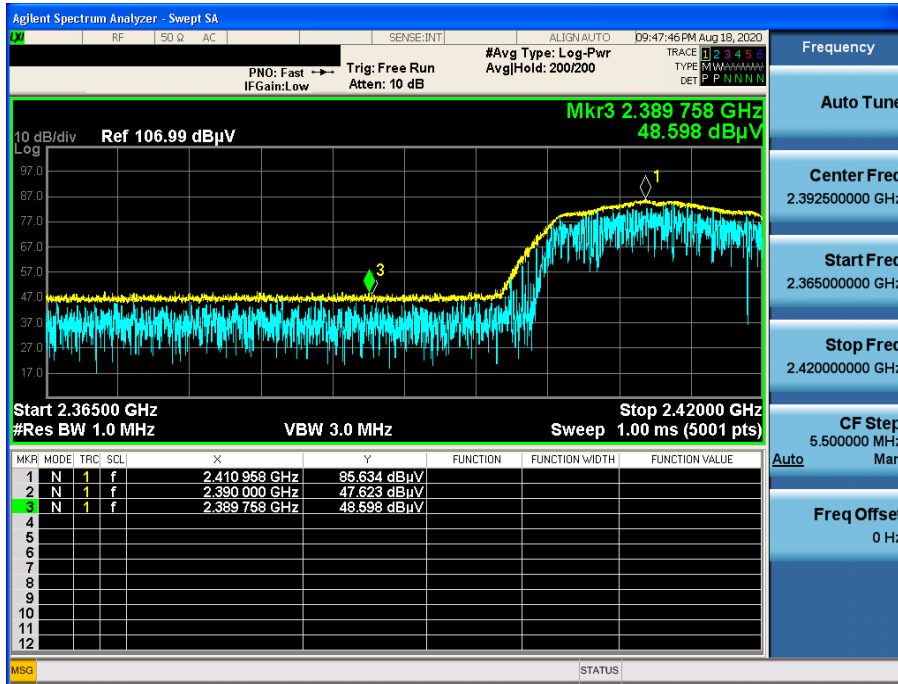 Agilent Spectrum Analyzer - Swept SA
LXI RF 50 Ω AC SENSE:INT ALIGN AUTO 09:47:46 PM Aug 18, 2020
Frequency
#Avg Type: Log-Pwr TRACE 1 2 3 4 5 6
PNO: Fast Trig: Free Run Avg|Hold: 200/200 TYPE M W W W W W
IFGain:Low Atten: 10 dB DET P P N N N N
Auto Tune
Mkr3 2.389 758 GHz
10 dB/div Ref 106.99 dBµV 48.598 dBµV
Log
97.0
87.0
77.0
67.0
57.0
47.0
37.0
27.0
17.0
1
3
Center Freq
2.392500000 GHz
Start Freq
2.365000000 GHz
Stop Freq
2.420000000 GHz
Start 2.36500 GHz Stop 2.42000 GHz
#Res BW 1.0 MHz VBW 3.0 MHz Sweep 1.00 ms (5001 pts)
CF Step
5.500000 MHz
Auto Man
MKR MODE TRC SCL X Y FUNCTION FUNCTION WIDTH FUNCTION VALUE
1 N 1 f 2.410 958 GHz 85.634 dBµV
2 N 1 f 2.390 000 GHz 47.623 dBµV
3 N 1 f 2.389 758 GHz 48.598 dBµV
4
5
6
7
8
9
10
11
12
Freq Offset
0 Hz
MSG STATUS